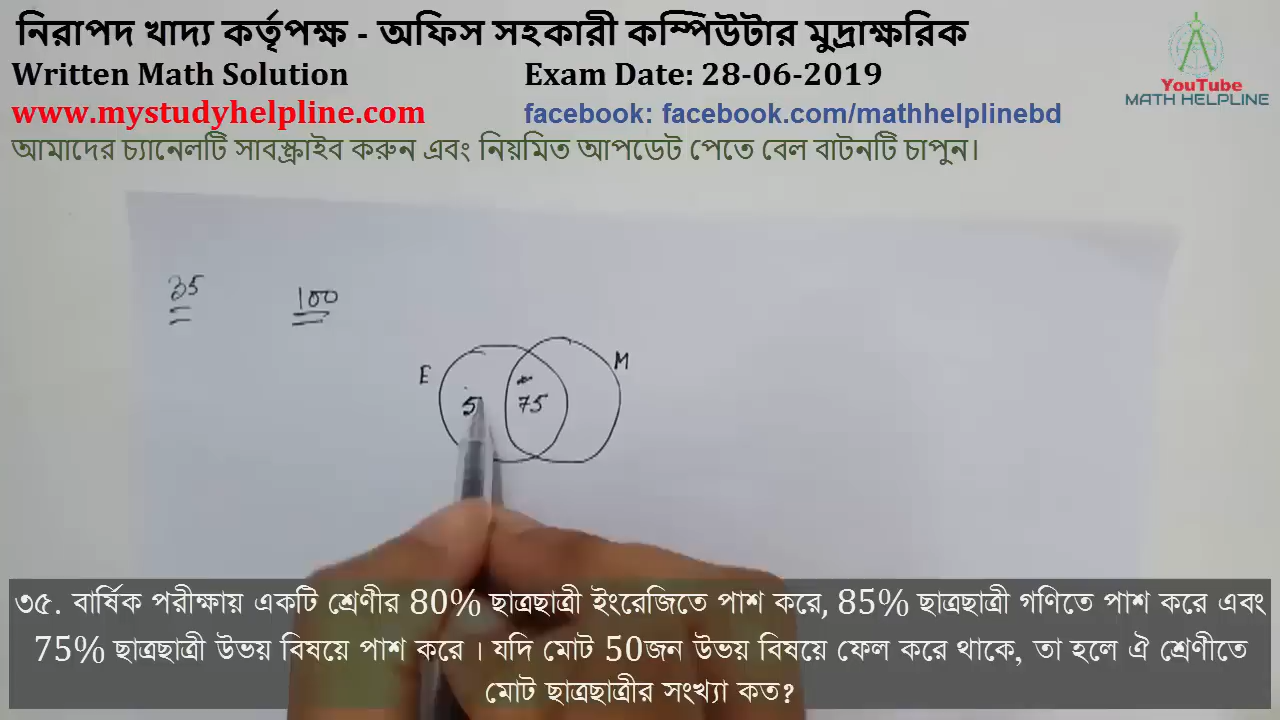 নিরাপদ খাদ্য কর্তৃপক্ষ - অফিস সহকারী কম্পিউটার মুদ্রাক্ষরিক
Written Math Solution Exam Date: 28-06-2019
www.mystudyhelpline.com facebook: facebook.com/mathhelplinebd
YouTube
MATH HELPLINE
আমাদের চ্যানেলটি সাবস্ক্রাইব করুন এবং নিয়মিত আপডেট পেতে বেল বাটনটি চাপুন।
35 100
E M
5 75
৩৫. বার্ষিক পরীক্ষায় একটি শ্রেণীর 80% ছাত্রছাত্রী ইংরেজিতে পাশ করে, 85% ছাত্রছাত্রী গণিতে পাশ করে এবং
75% ছাত্রছাত্রী উভয় বিষয়ে পাশ করে । যদি মোট 50জন উভয় বিষয়ে ফেল করে থাকে, তা হলে ঐ শ্রেণীতে
মোট ছাত্রছাত্রীর সংখ্যা কত?